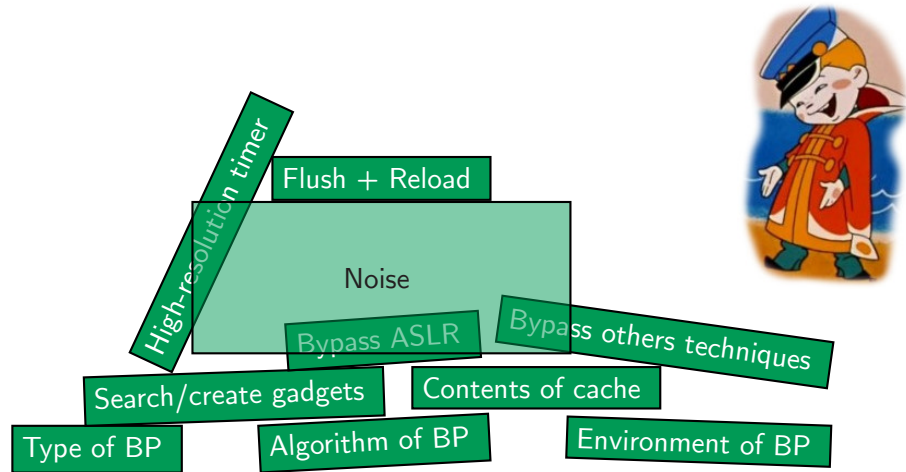 High-resolution timer
Flush + Reload
Noise
Bypass ASLR
Bypass others techniques
Search/create gadgets
Contents of cache
Type of BP
Algorithm of BP
Environment of BP